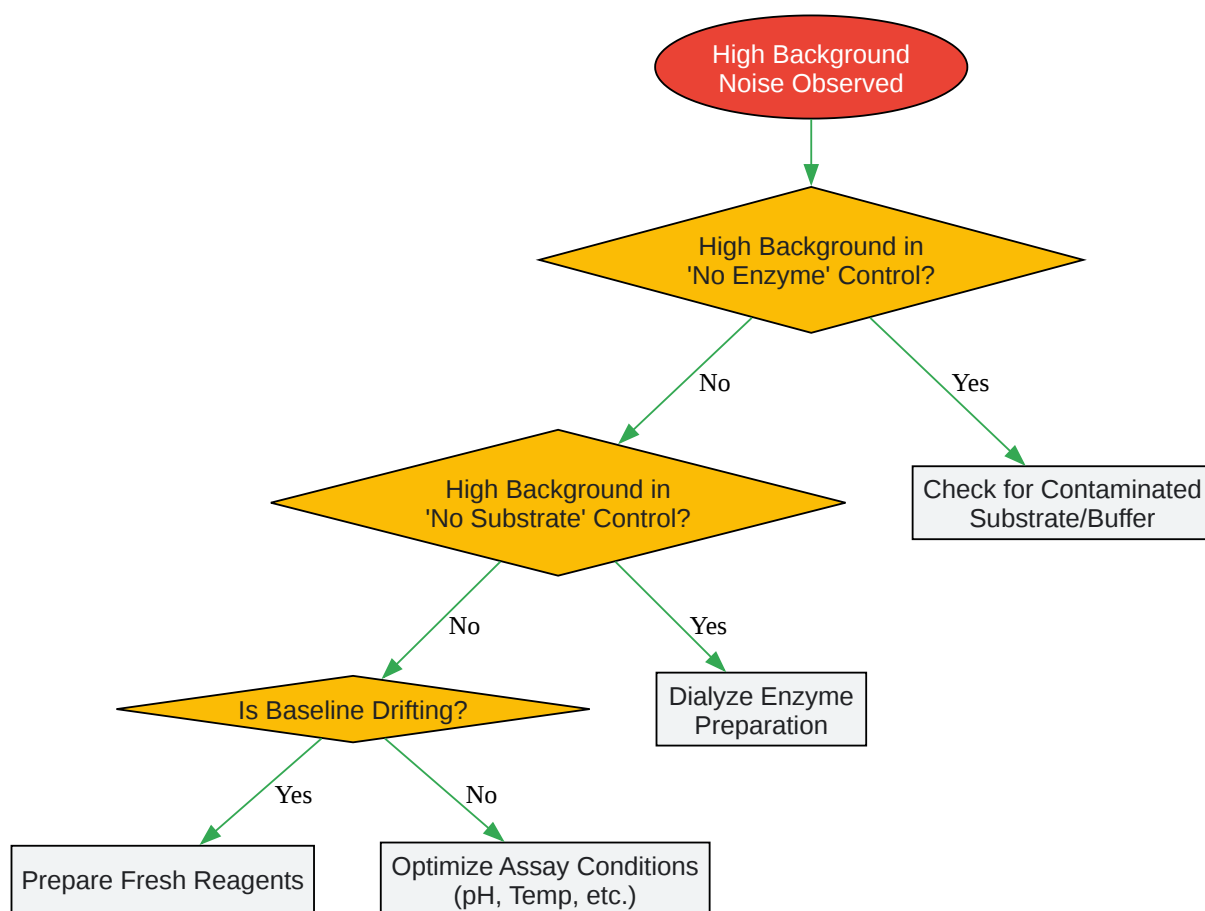 High Background
Noise Observed
High Background in
'No Enzyme' Control?
No
Yes
High Background in
'No Substrate' Control?
Check for Contaminated
Substrate/Buffer
No
Yes
Is Baseline Drifting?
Dialyze Enzyme
Preparation
Yes
No
Prepare Fresh Reagents
Optimize Assay Conditions
(pH, Temp, etc.)